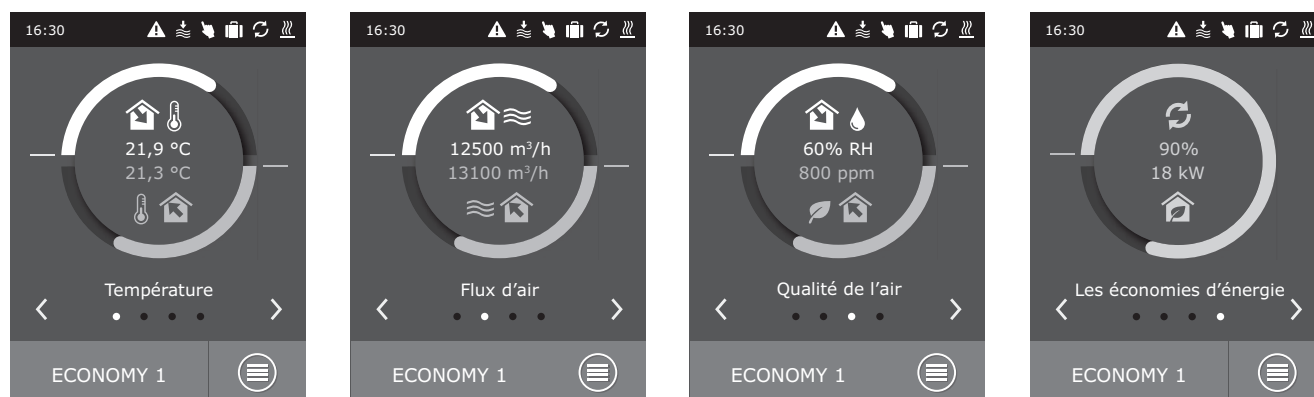 16:30
21,9 °C
21,3 °C
Température
ECONOMY 1
16:30
12500 m³/h
13100 m³/h
Flux d'air
ECONOMY 1
16:30
60% RH
800 ppm
Qualité de l'air
ECONOMY 1
16:30
90%
18 kW
Les économies d'énergie
ECONOMY 1